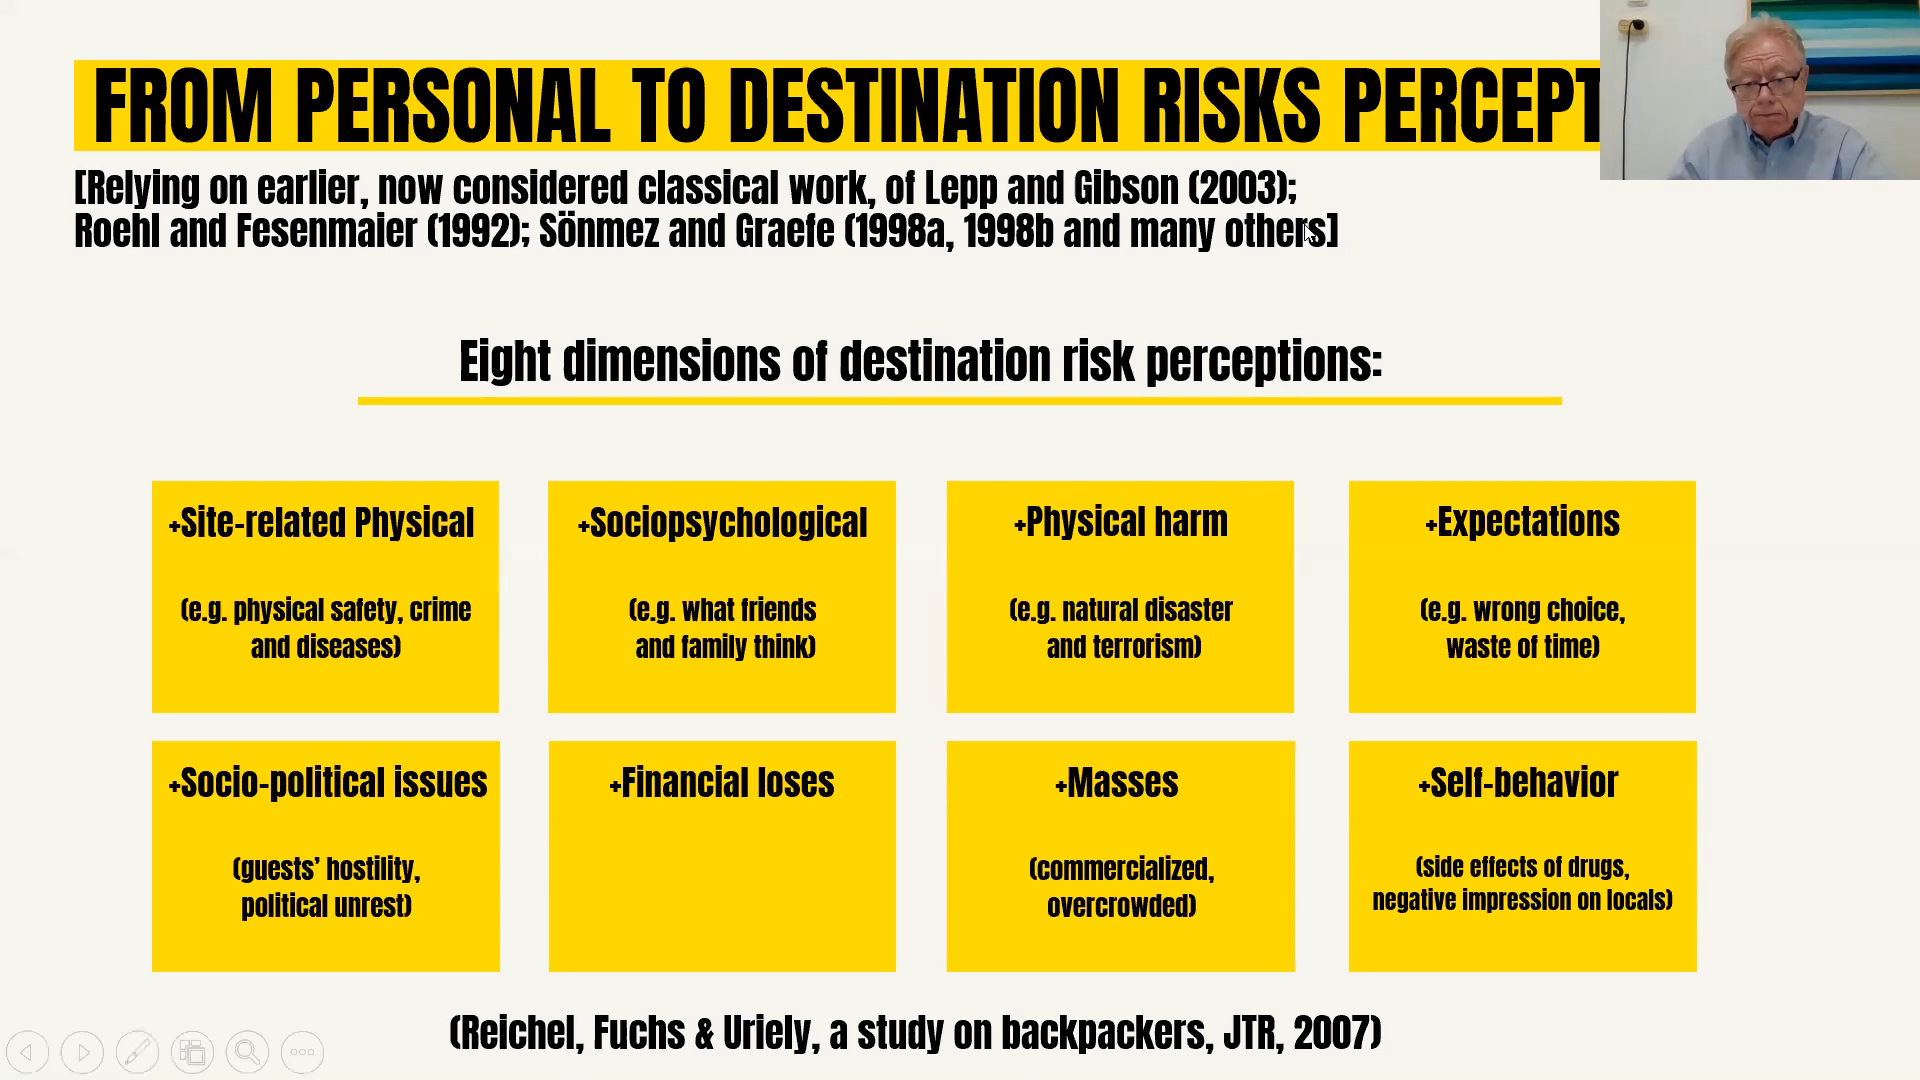 FROM PERSONAL TO DESTINATION RISKS PERCEPT
[Relying on earlier, now considered classical work, of Lepp and Gibson (2003);
Roehl and Fesenmaier (1992); Sönmez and Graefe (1998a, 1998b and many others]
Eight dimensions of destination risk perceptions:
+Site-related Physical
(e.g. physical safety, crime
and diseases)
+Sociopsychological
(e.g. what friends
and family think)
+Physical harm
(e.g. natural disaster
and terrorism)
+Expectations
(e.g. wrong choice,
waste of time)
+Socio-political issues
(guests’ hostility,
political unrest)
+Financial loses
+Masses
(commercialized,
overcrowded)
+Self-behavior
(side effects of drugs,
negative impression on locals)
(Reichel, Fuchs & Uriely, a study on backpackers, JTR, 2007)